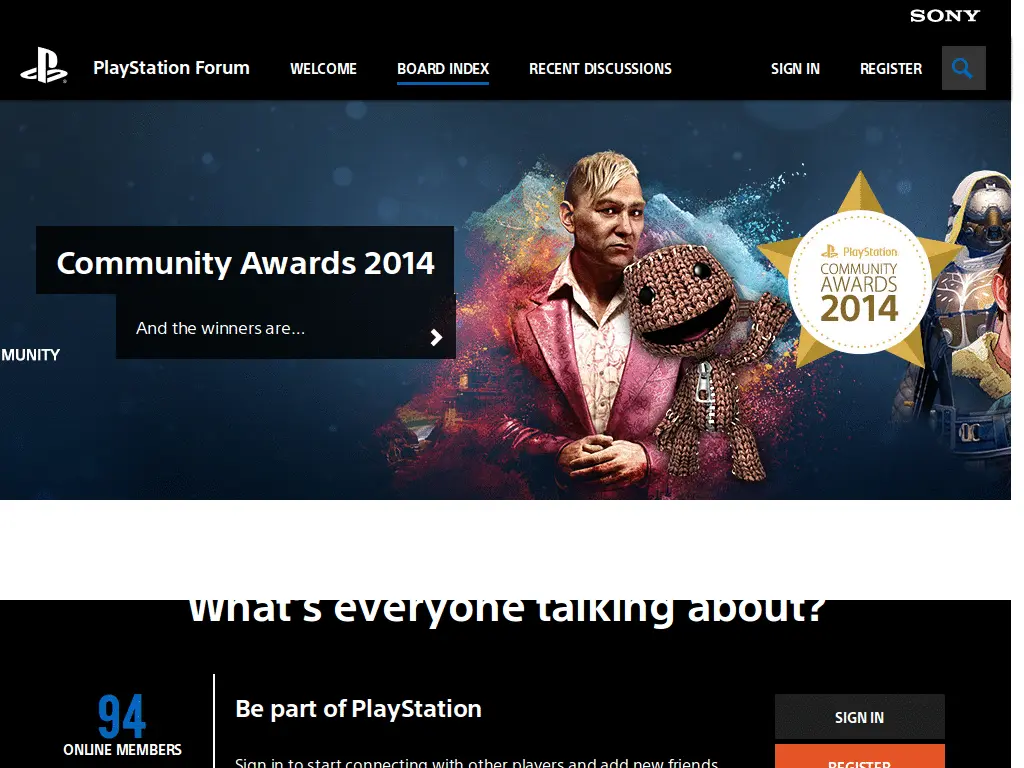 SONY
PlayStation Forum
WELCOME
BOARD INDEX
RECENT DISCUSSIONS
SIGN IN
REGISTER
Community Awards 2014
And the winners are...
MUNITY
PlayStation
COMMUNITY
AWARDS
2014
What's everyone talking about?
94
ONLINE MEMBERS
Be part of PlayStation
Sign in to start connecting with other players and add new friends
SIGN IN
REGISTER